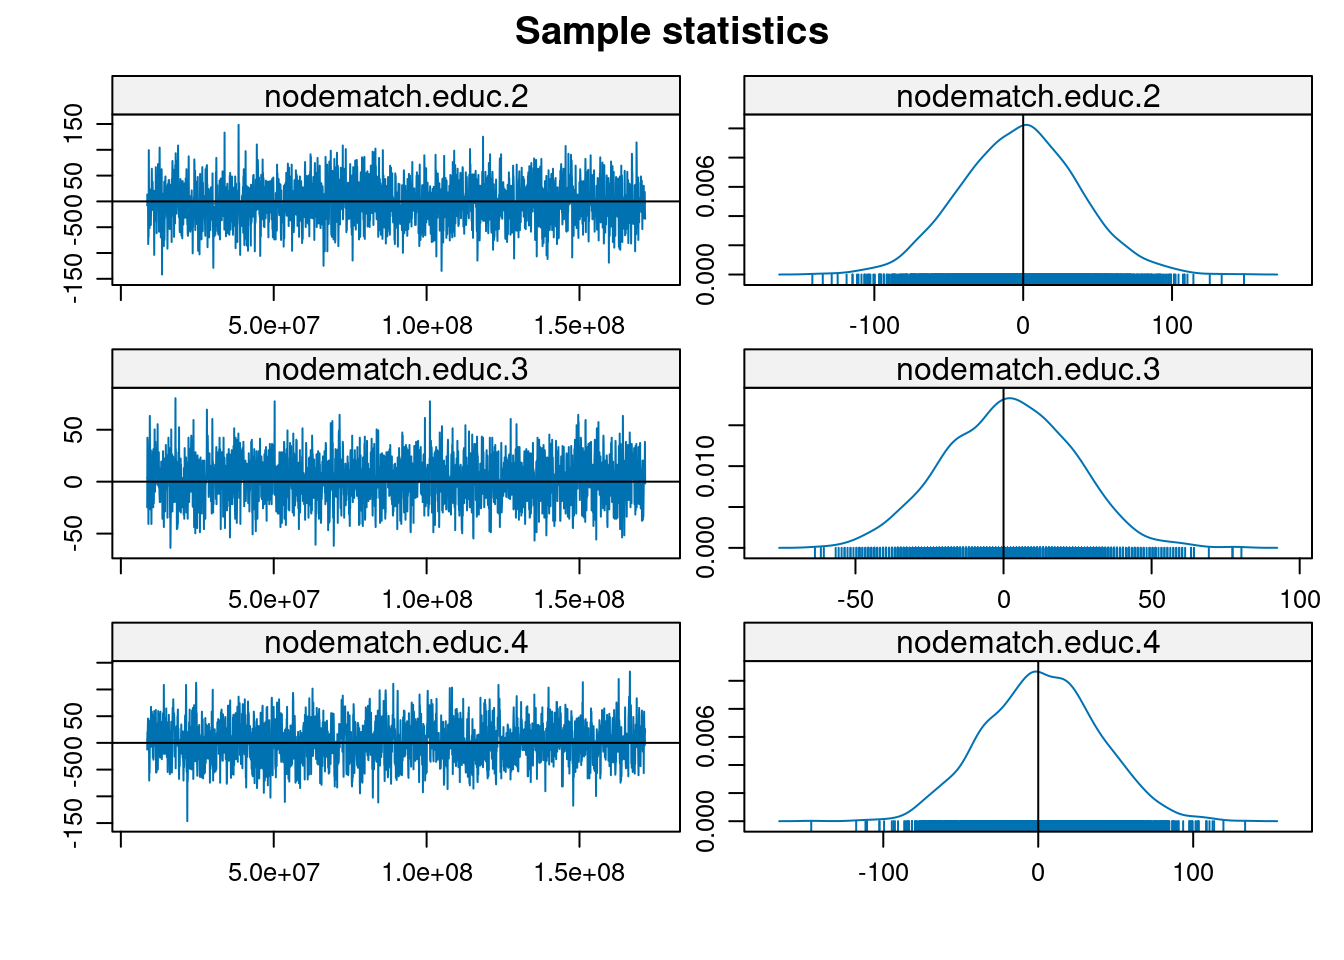 Sample statistics
nodematch.educ.2
150
50
0
-50
-150
5.0e+07 1.0e+08 1.5e+08
nodematch.educ.2
0.006
0.000
-100 0 100
nodematch.educ.3
50
0
-50
5.0e+07 1.0e+08 1.5e+08
nodematch.educ.3
0.010
0.000
-50 0 50 100
nodematch.educ.4
50
0
-50
-150
5.0e+07 1.0e+08 1.5e+08
nodematch.educ.4
0.006
0.000
-100 0 100